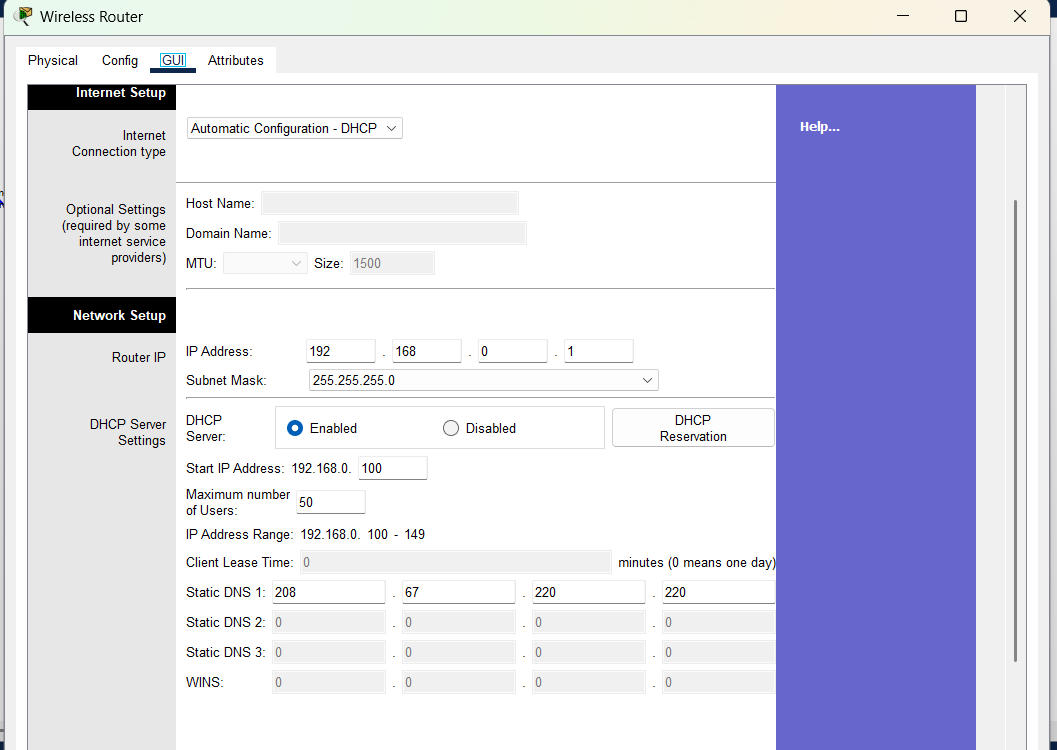 Wireless Router
Physical Config GUI Attributes
Internet Setup
Internet
Connection type
Automatic Configuration - DHCP
Help...
Optional Settings
(required by some
internet service
providers)
Host Name:
Domain Name:
MTU: Size: 1500
Network Setup
Router IP
IP Address: 192 . 168 . 0 . 1
Subnet Mask: 255.255.255.0
DHCP Server
Settings
DHCP
Server:
Enabled Disabled
DHCP
Reservation
Start IP Address: 192.168.0. 100
Maximum number
of Users: 50
IP Address Range: 192.168.0. 100 - 149
Client Lease Time: 0 minutes (0 means one day)
Static DNS 1: 208 . 67 . 220 . 220
Static DNS 2: 0 . 0 . 0 . 0
Static DNS 3: 0 . 0 . 0 . 0
WINS: 0 . 0 . 0 . 0